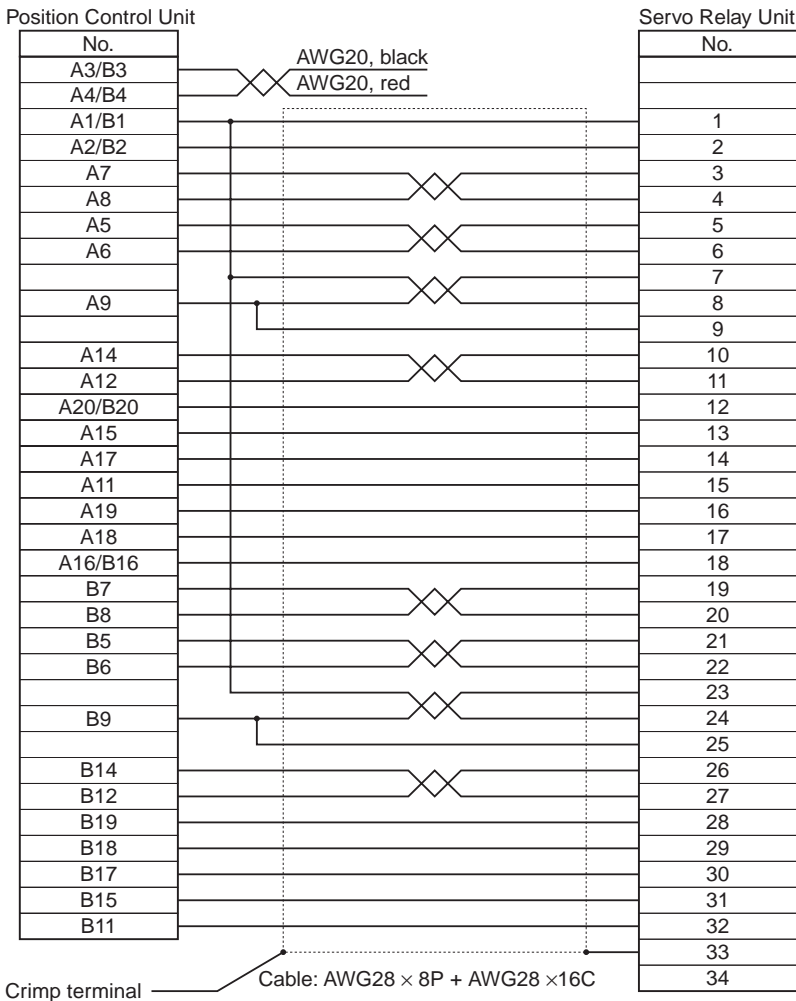 Position Control Unit Servo Relay Unit
No. No.
A3/B3 AWG20, black
A4/B4 AWG20, red
A1/B1 1
A2/B2 2
A7 3
A8 4
A5 5
A6 6
7
A9 8
9
A14 10
A12 11
A20/B20 12
A15 13
A17 14
A11 15
A19 16
A18 17
A16/B16 18
B7 19
B8 20
B5 21
B6 22
23
B9 24
25
B14 26
B12 27
B19 28
B18 29
B17 30
B15 31
B11 32
33
Crimp terminal Cable: AWG28 × 8P + AWG28 ×16C 34